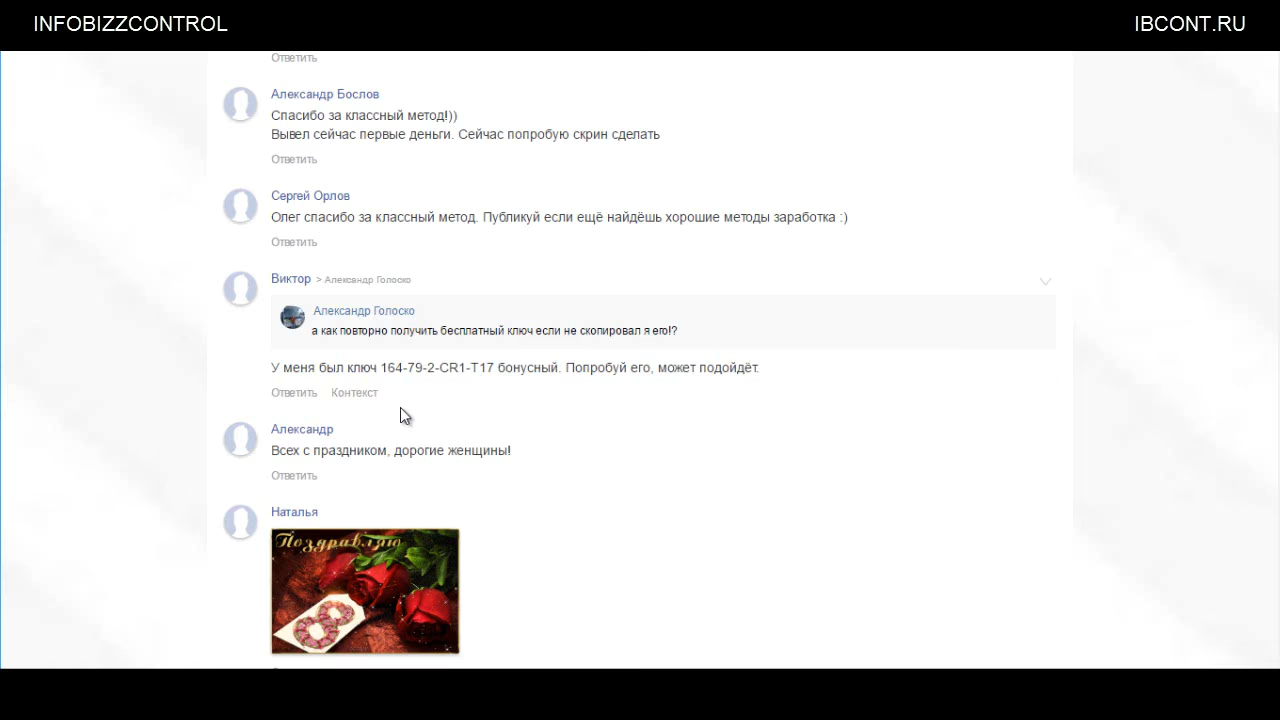 INFOBIZZCONTROL
IBCONT.RU
Ответить
Александр Бослов
Спасибо за классный метод!))
Вывел сейчас первые деньги. Сейчас попробую скрин сделать
Ответить
Сергей Орлов
Олег спасибо за классный метод. Публикуй если ещё найдёшь хорошие методы заработка :)
Ответить
Виктор > Александр Голоско
Александр Голоско
а как повторно получить бесплатный ключ если не скопировал я его!?
У меня был ключ 164-79-2-CR1-T17 бонусный. Попробуй его, может подойдёт.
Ответить Контекст
Александр
Всех с праздником, дорогие женщины!
Ответить
Наталья
Поздравляю
8